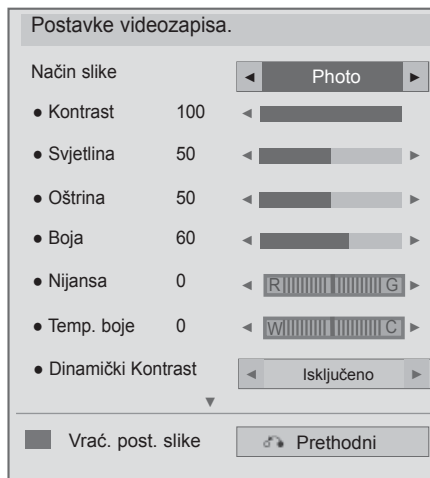 Postavke videozapisa.
Način slike ◄ Photo ►
● Kontrast 100 ◄
● Svjetlina 50 ◄ ►
● Oštrina 50 ◄ ►
● Boja 60 ◄ ►
● Nijansa 0 ◄ R G ►
● Temp. boje 0 ◄ W C ►
● Dinamički Kontrast ◄ Isključeno ►
▼
Vrać. post. slike Prethodni